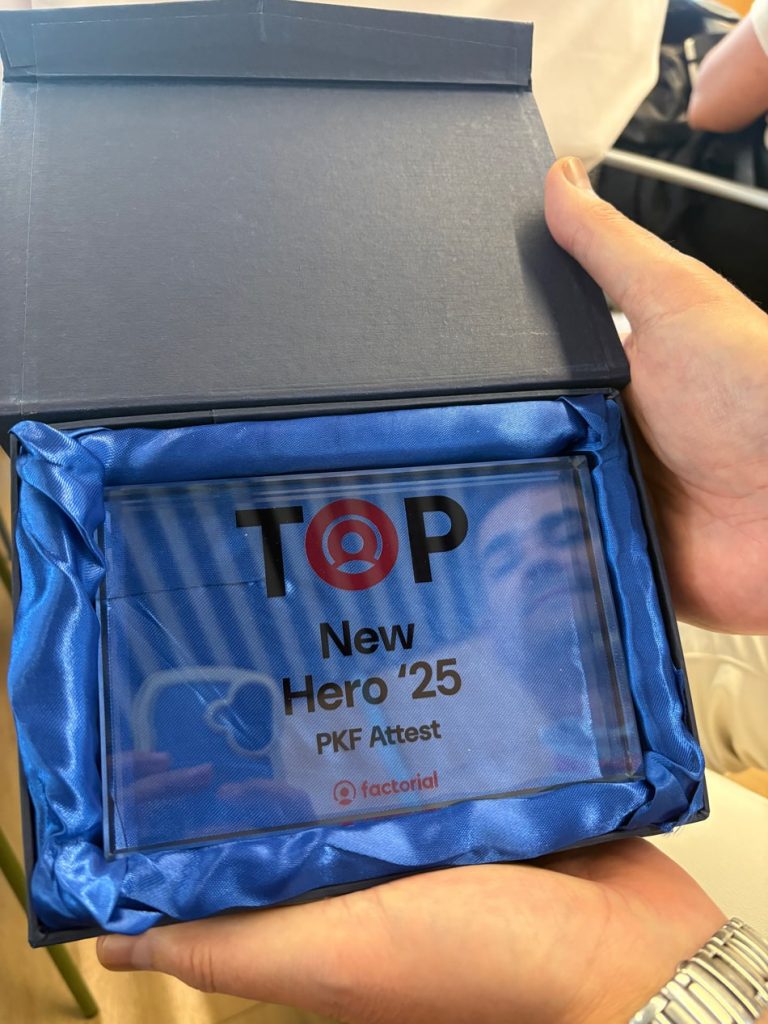 TOP
New
Hero ‘25
PKF Attest
factorial